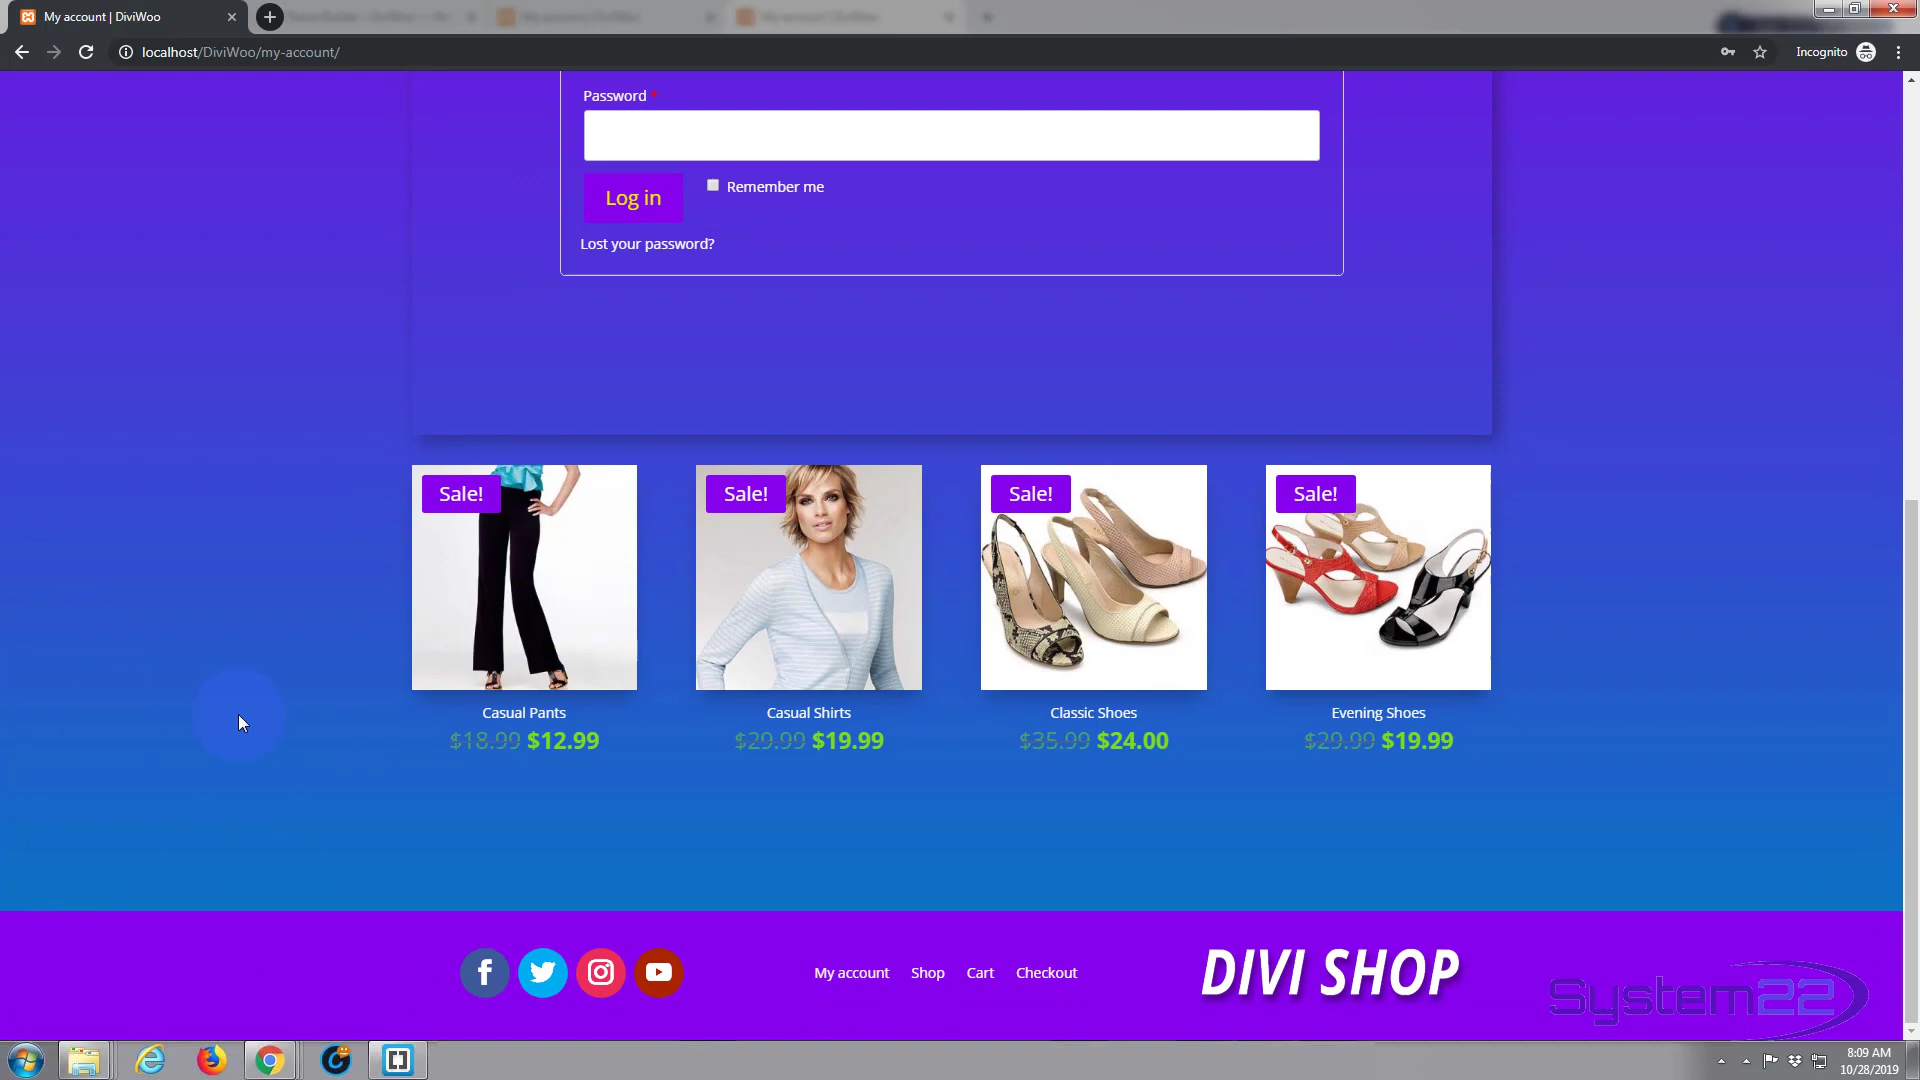 My account | DiviWoo
localhost/DiviWoo/my-account/
Incognito
Password *
Log in
Remember me
Lost your password?
Sale!
Sale!
Sale!
Sale!
Casual Pants
Casual Shirts
Classic Shoes
Evening Shoes
$18.99 $12.99
$29.99 $19.99
$35.99 $24.00
$29.99 $19.99
My account Shop Cart Checkout
DIVI SHOP
System22
8:09 AM
10/28/2019